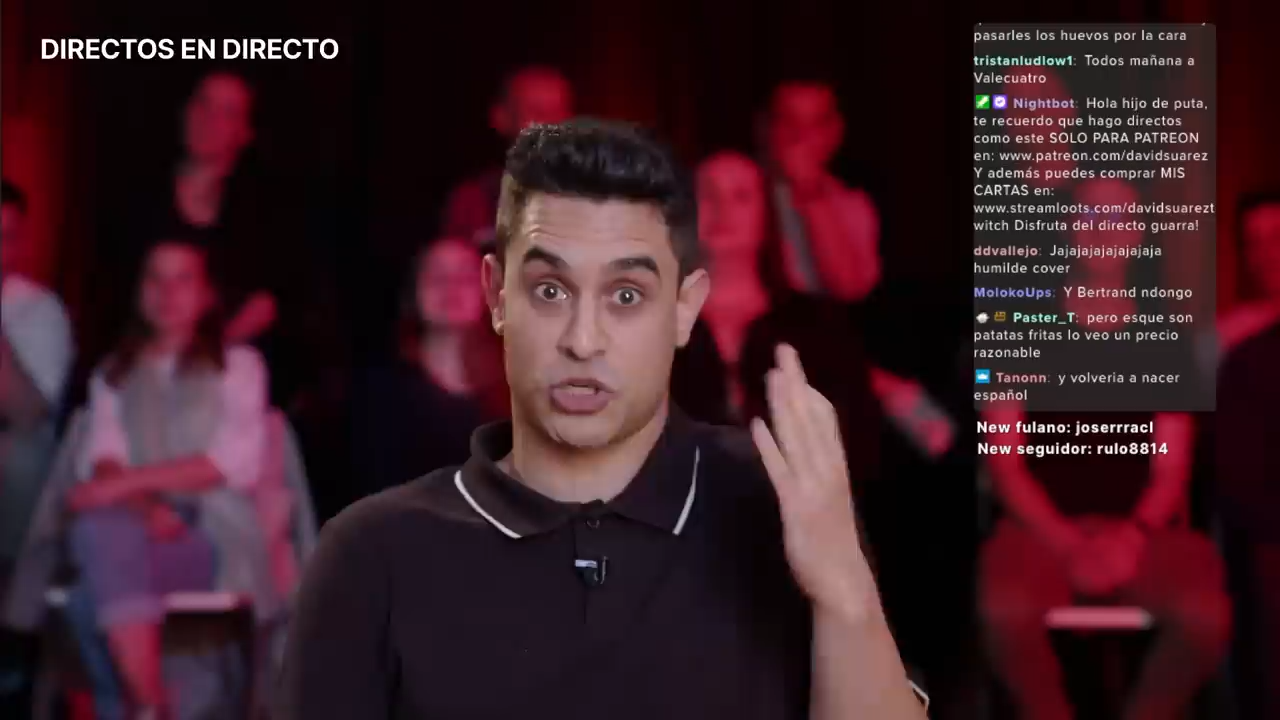 DIRECTOS EN DIRECTO
pasarles los huevos por la cara
tristanludlow1: Todos mañana a
Valecuatro
Nightbot: Hola hijo de puta,
te recuerdo que hago directos
como este SOLO PARA PATREON
en: www.patreon.com/davidsuarez
Y además puedes comprar MIS
CARTAS en:
www.streamloots.com/davidsuarezt
witch Disfruta del directo guarra!
ddvallejo: Jajajajajajajaja
humilde cover
MolokoUps: Y Bertrand ndongo
Paster_T: pero esque son
patatas fritas lo veo un precio
razonable
Tanonn: y volveria a nacer
español
New fulano: joserrracl
New seguidor: rulo8814